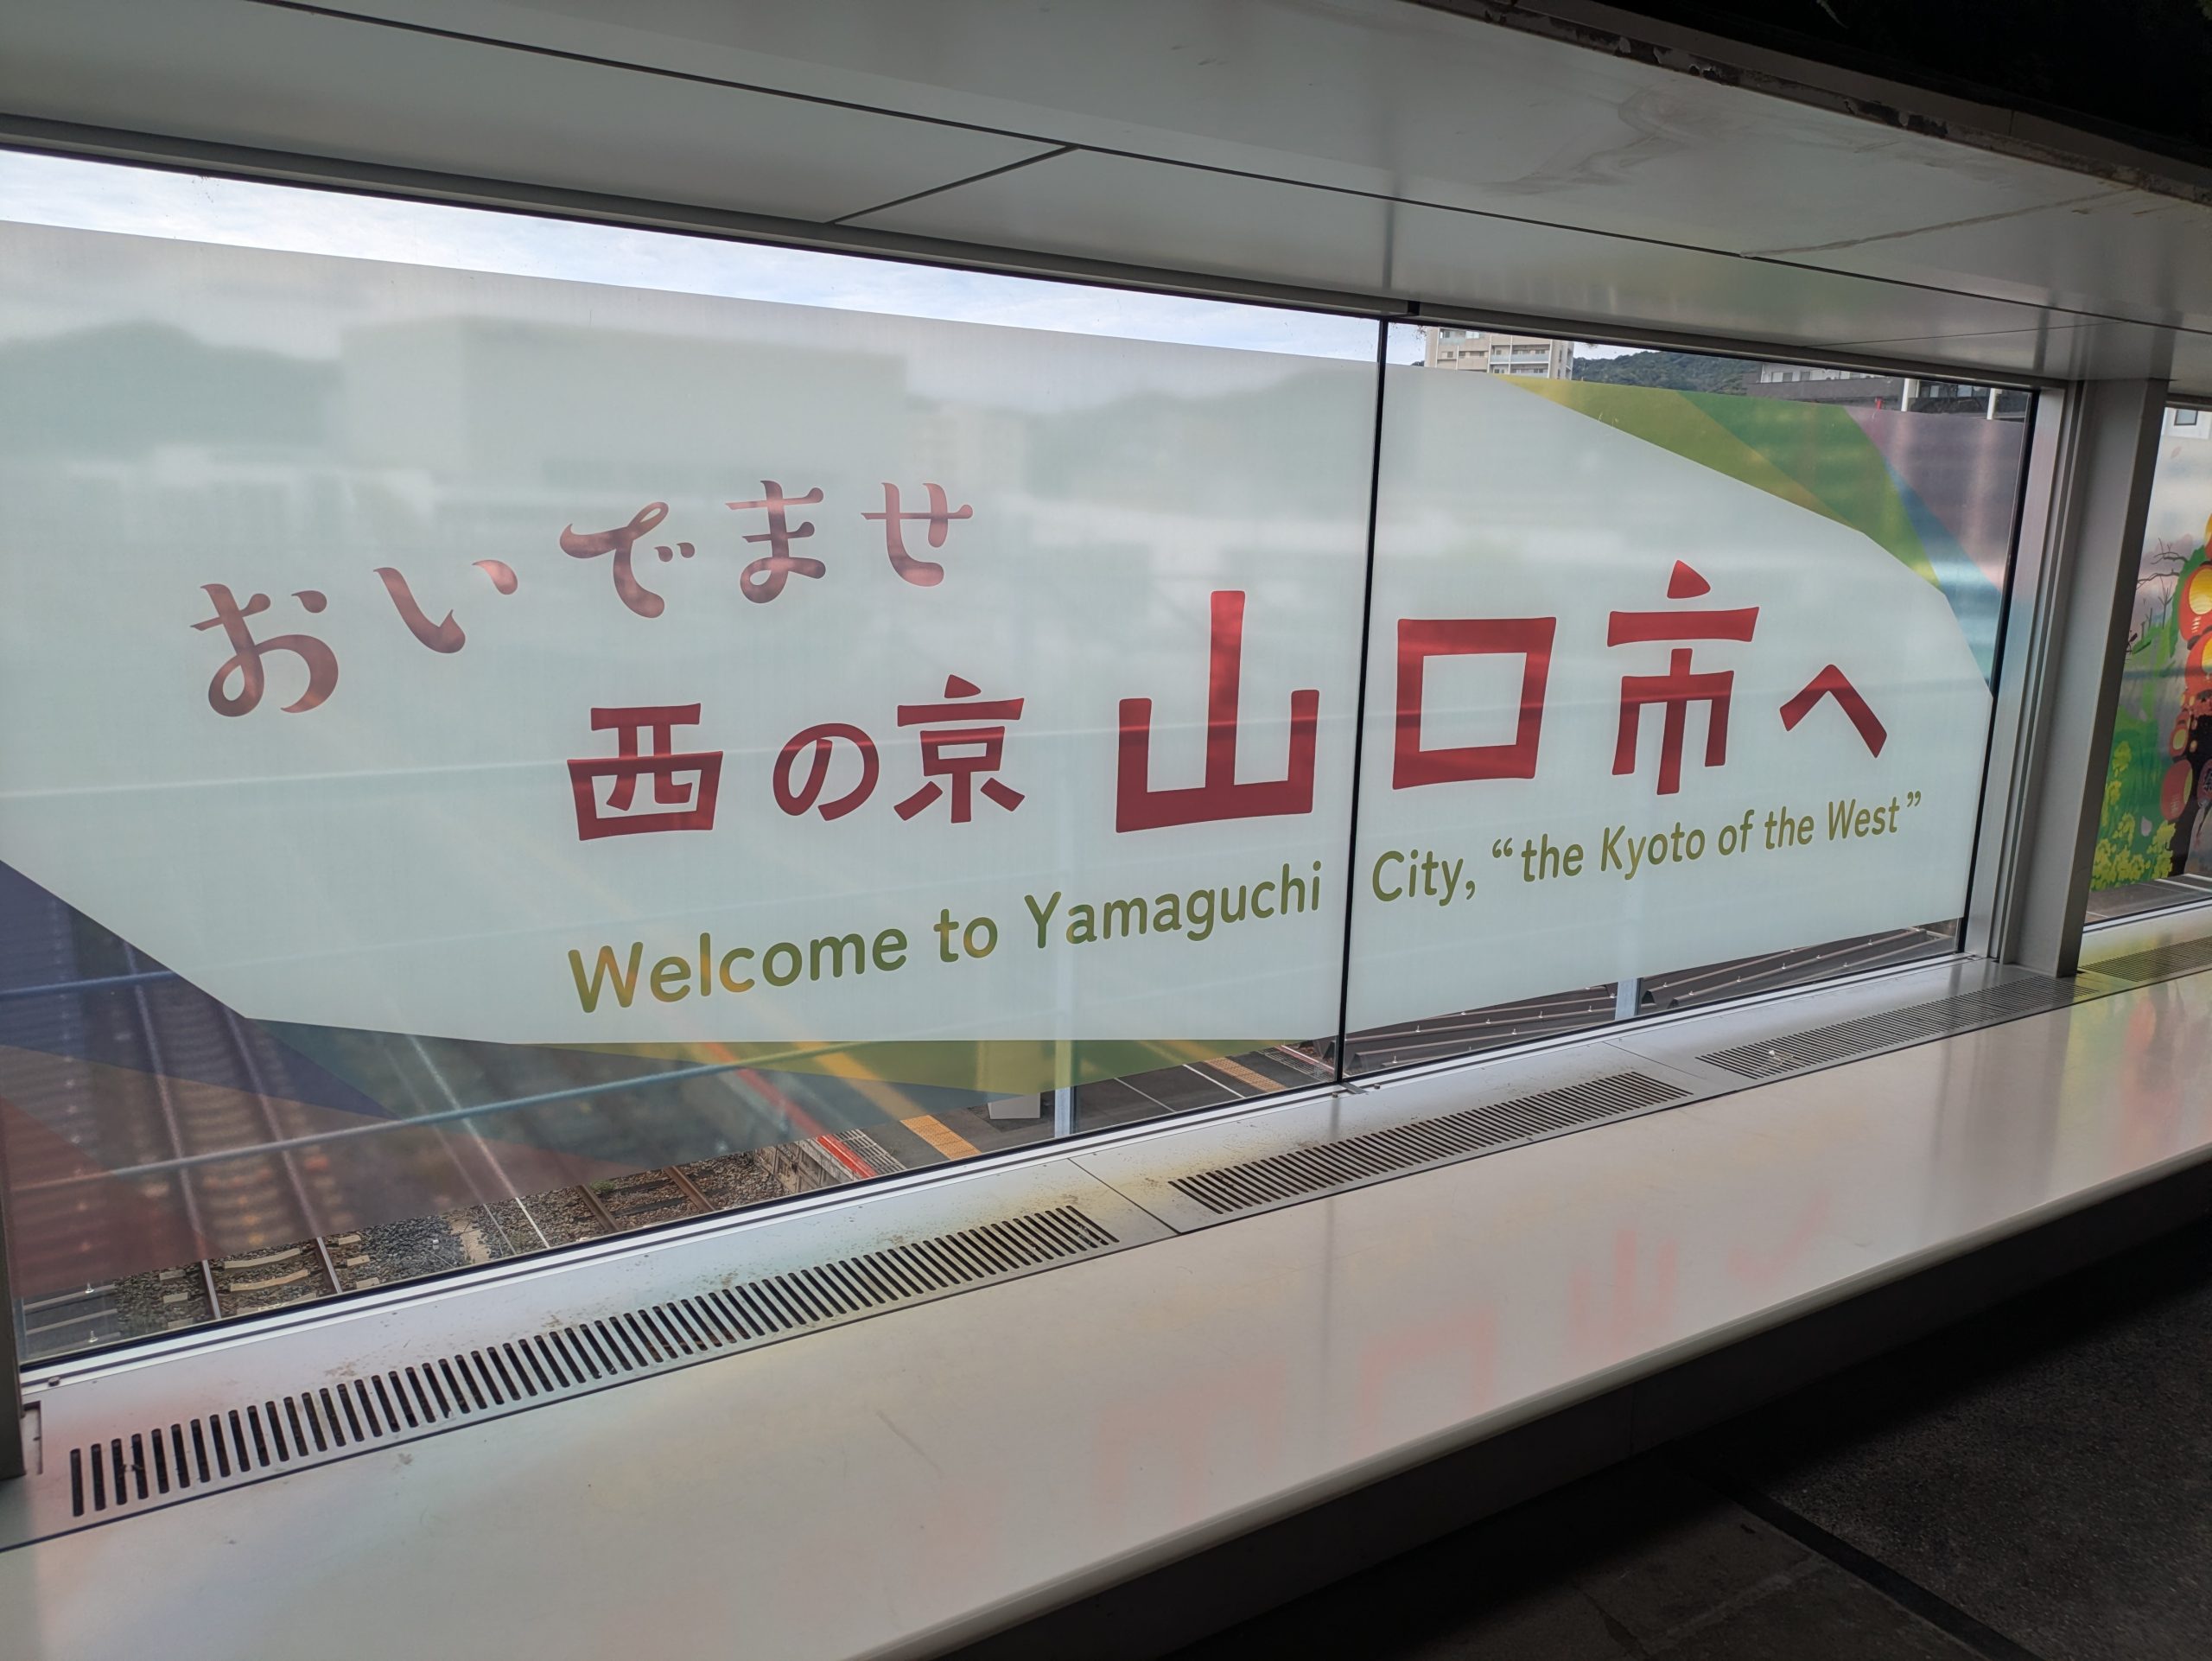 おいでませ
西の京 山口市へ
Welcome to Yamaguchi City, “the Kyoto of the West”